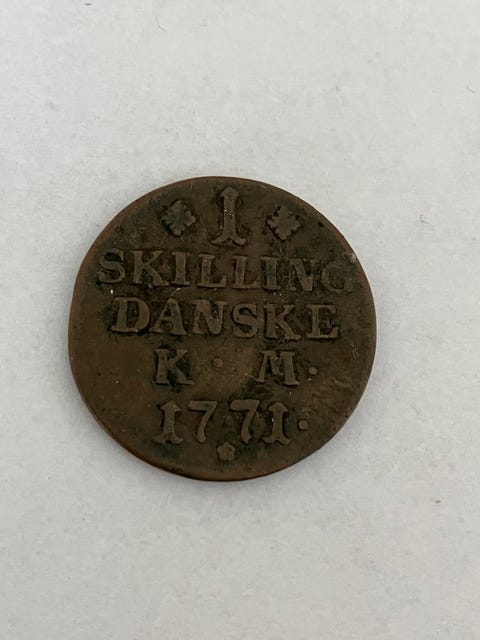 1
SKILLING
DANSKE
K · M ·
1771 ·